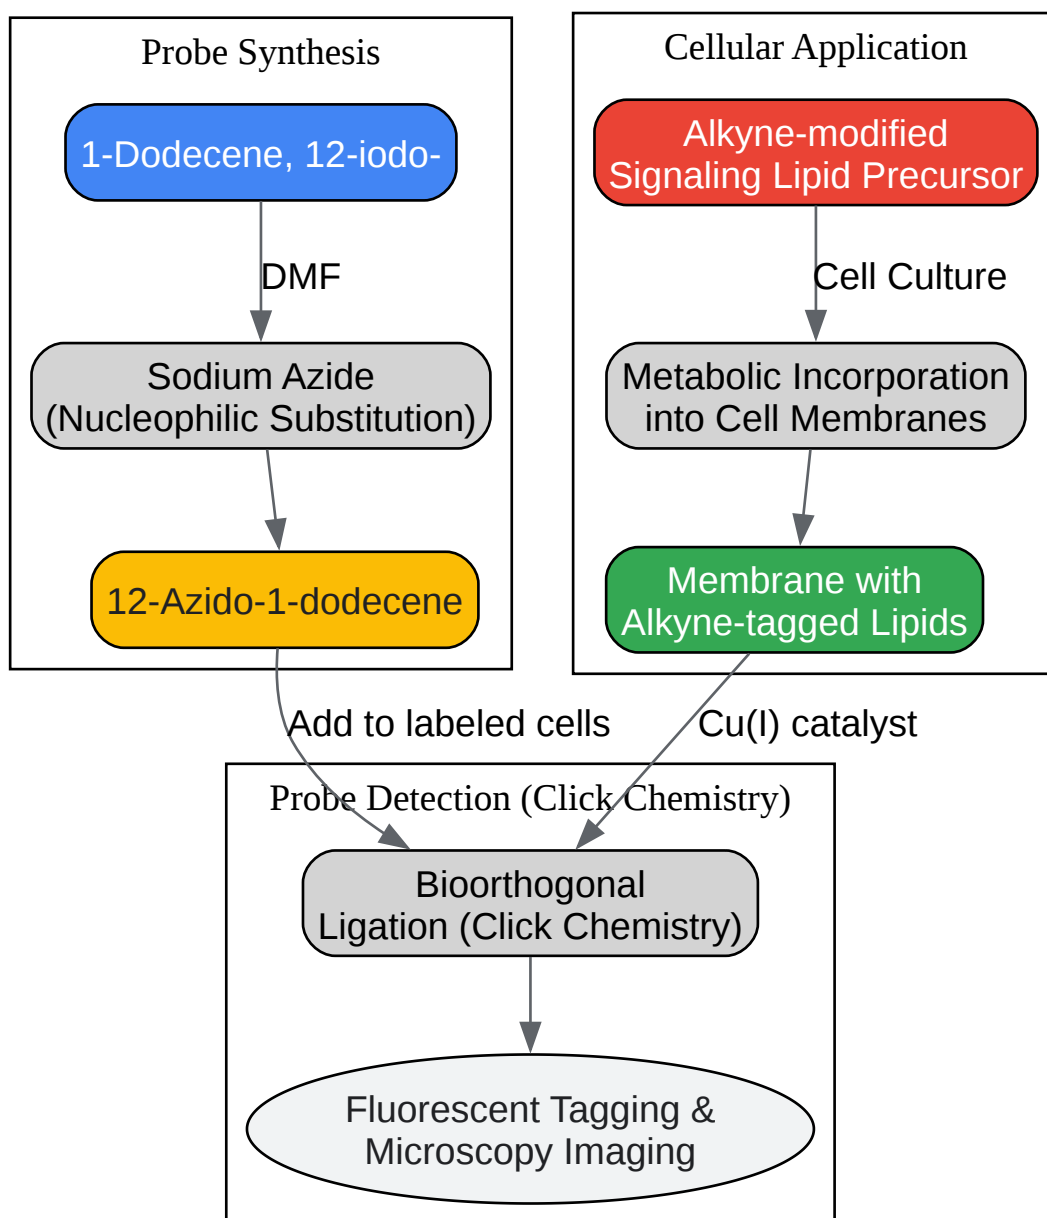 Probe Synthesis
1-Dodecene, 12-iodo-
DMF
Sodium Azide
(Nucleophilic Substitution)
12-Azido-1-dodecene
Cellular Application
Alkyne-modified
Signaling Lipid Precursor
Cell Culture
Metabolic Incorporation
into Cell Membranes
Membrane with
Alkyne-tagged Lipids
Add to labeled cells
Cu(I) catalyst
Probe Detection (Click Chemistry)
Bioorthogonal
Ligation (Click Chemistry)
Fluorescent Tagging &
Microscopy Imaging